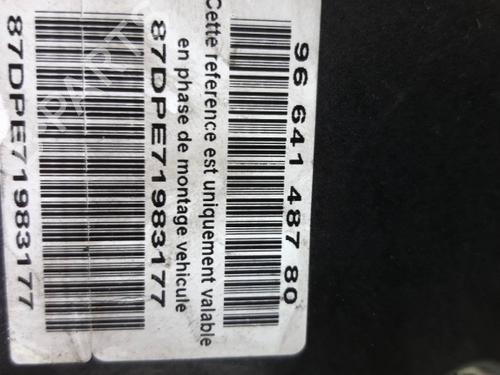 96 641 487 80
Cette reference est uniquement valable
en phase de montage vehicule
87DPE71983177
87DPE71983177